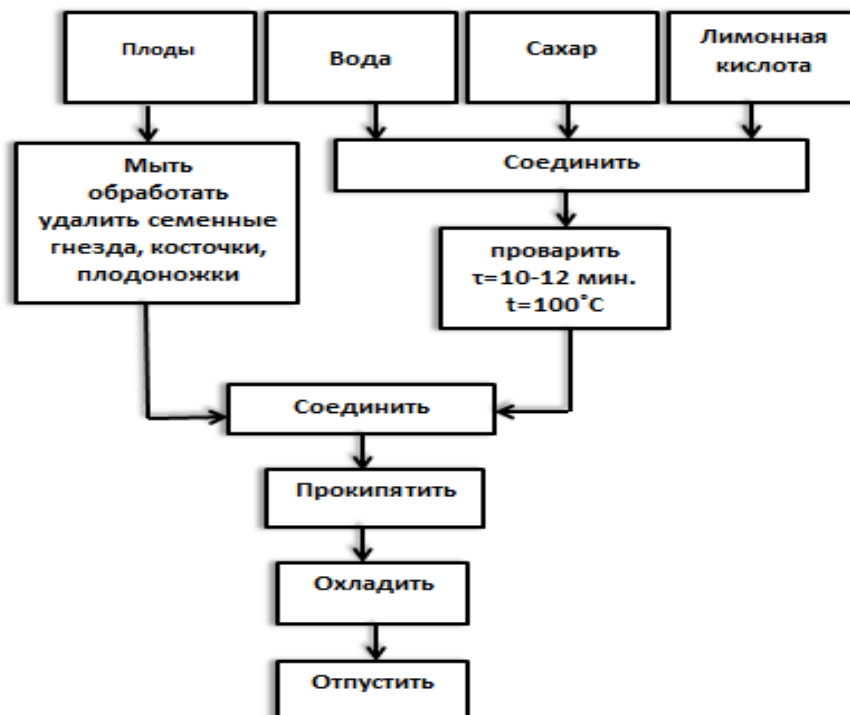 Плоды
Вода
Сахар
Лимонная
кислота
Мыть
обработать
удалить семенные
гнезда, косточки,
плодоножки
Соединить
проварить
τ=10-12 мин.
t=100˚C
Соединить
Прокипятить
Охладить
Отпустить